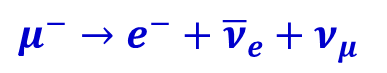 μ⁻ → e⁻ + ν̅ₑ + ν_μ